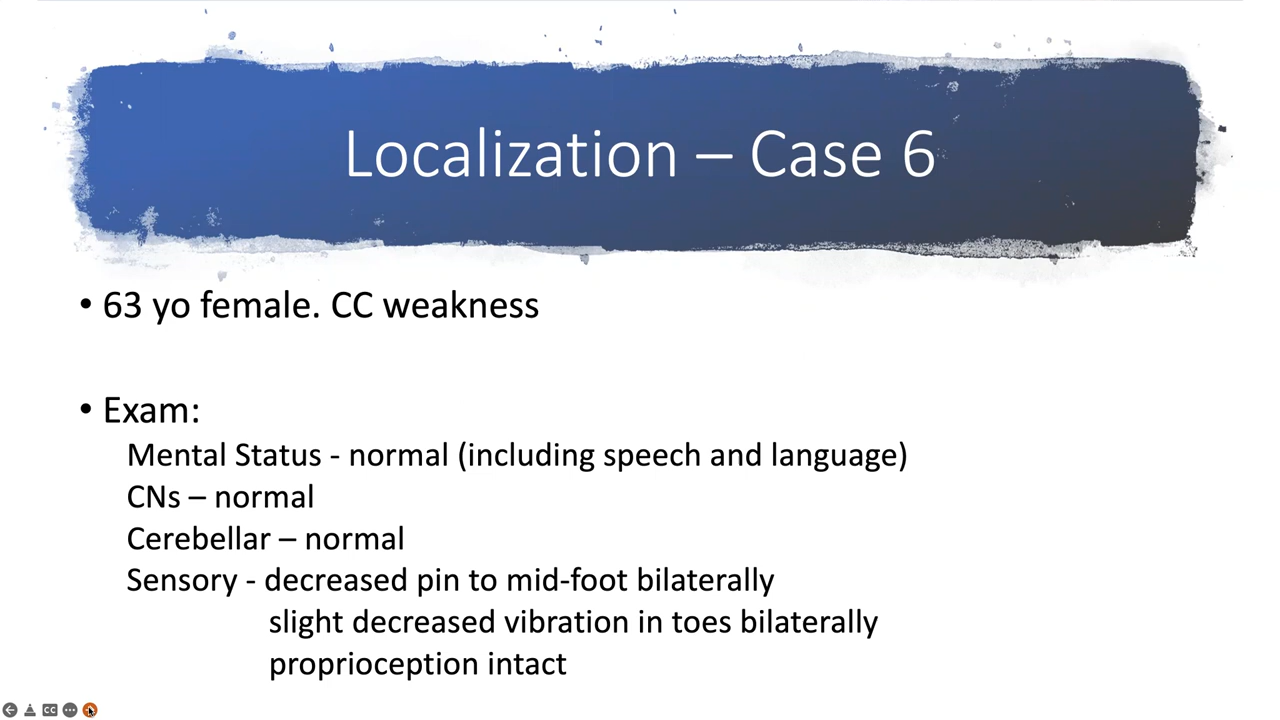 Localization – Case 6
• 63 yo female. CC weakness
• Exam:
Mental Status - normal (including speech and language)
CNs – normal
Cerebellar – normal
Sensory - decreased pin to mid-foot bilaterally
slight decreased vibration in toes bilaterally
proprioception intact
CC